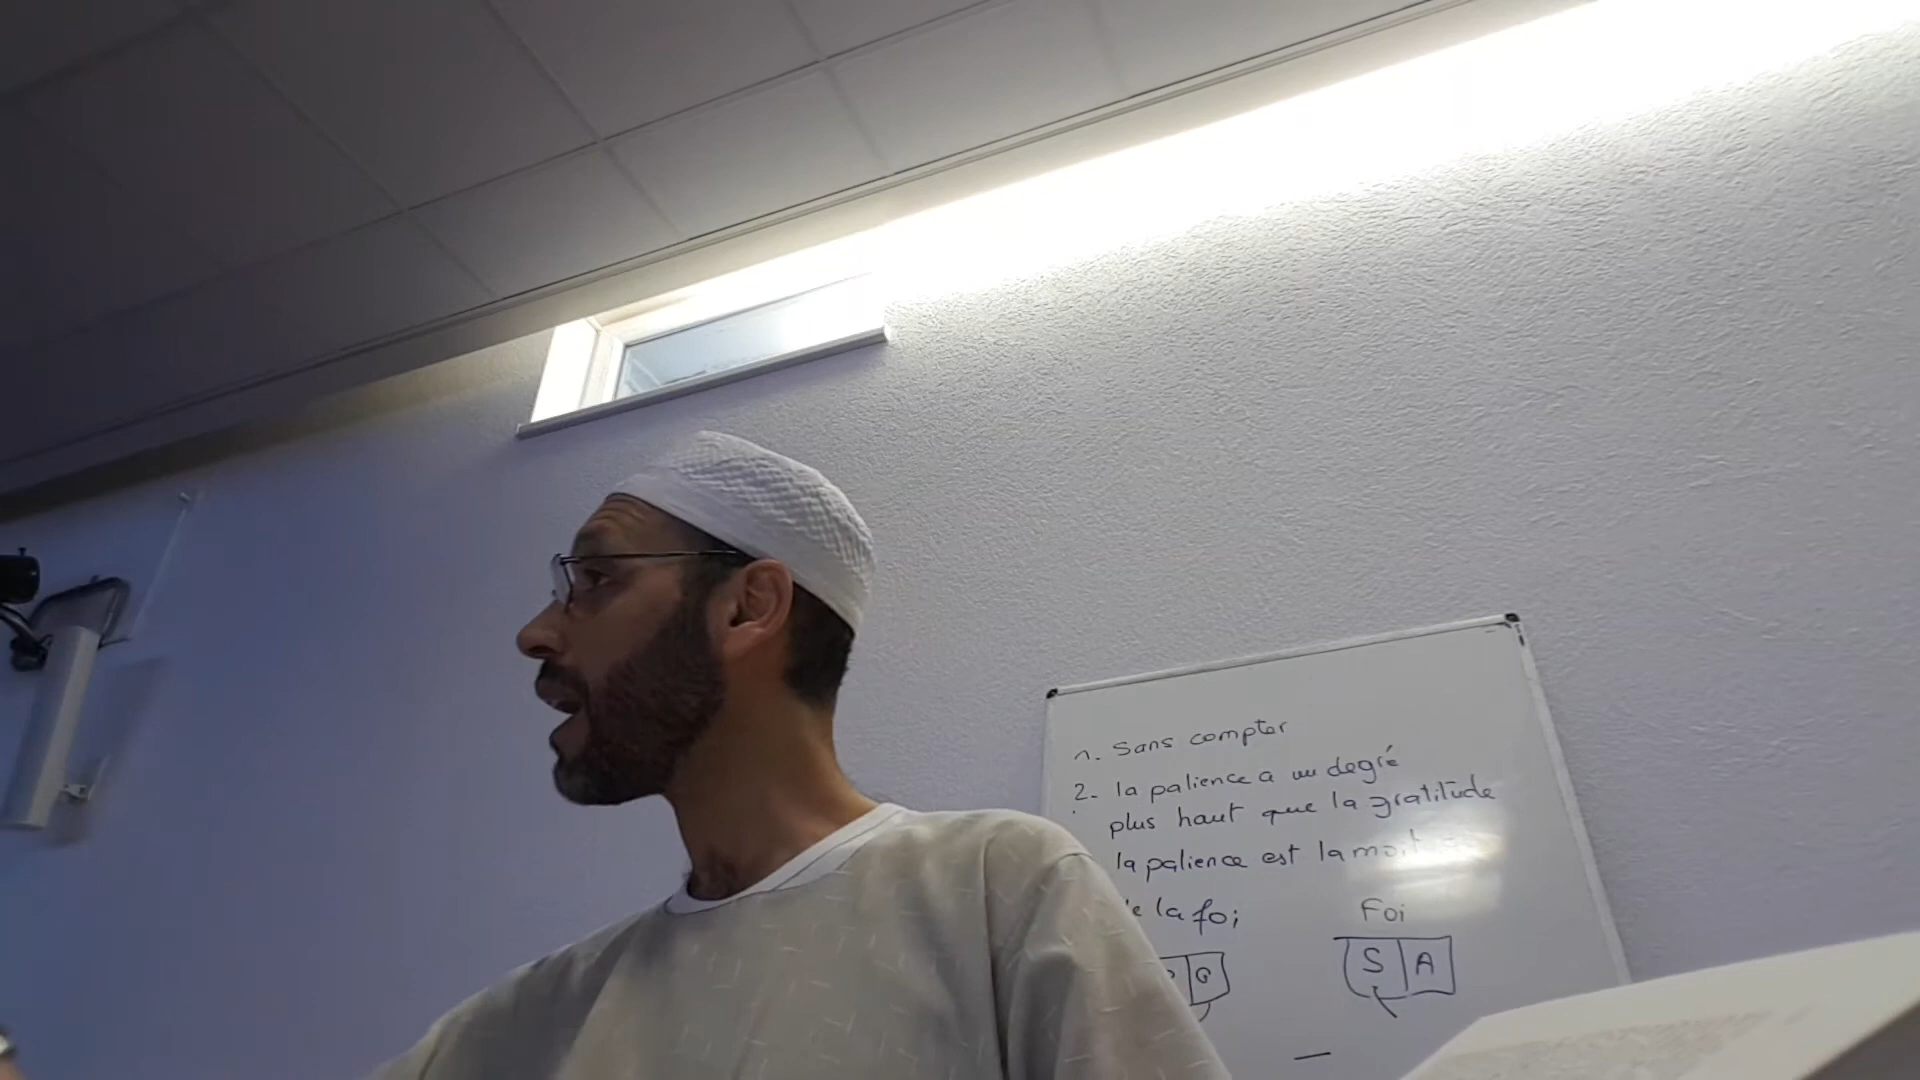 1. Sans compter
2- la patience a un degré
plus haut que la gratitude
la patience est la moit
e la foi
Foi
G
S A